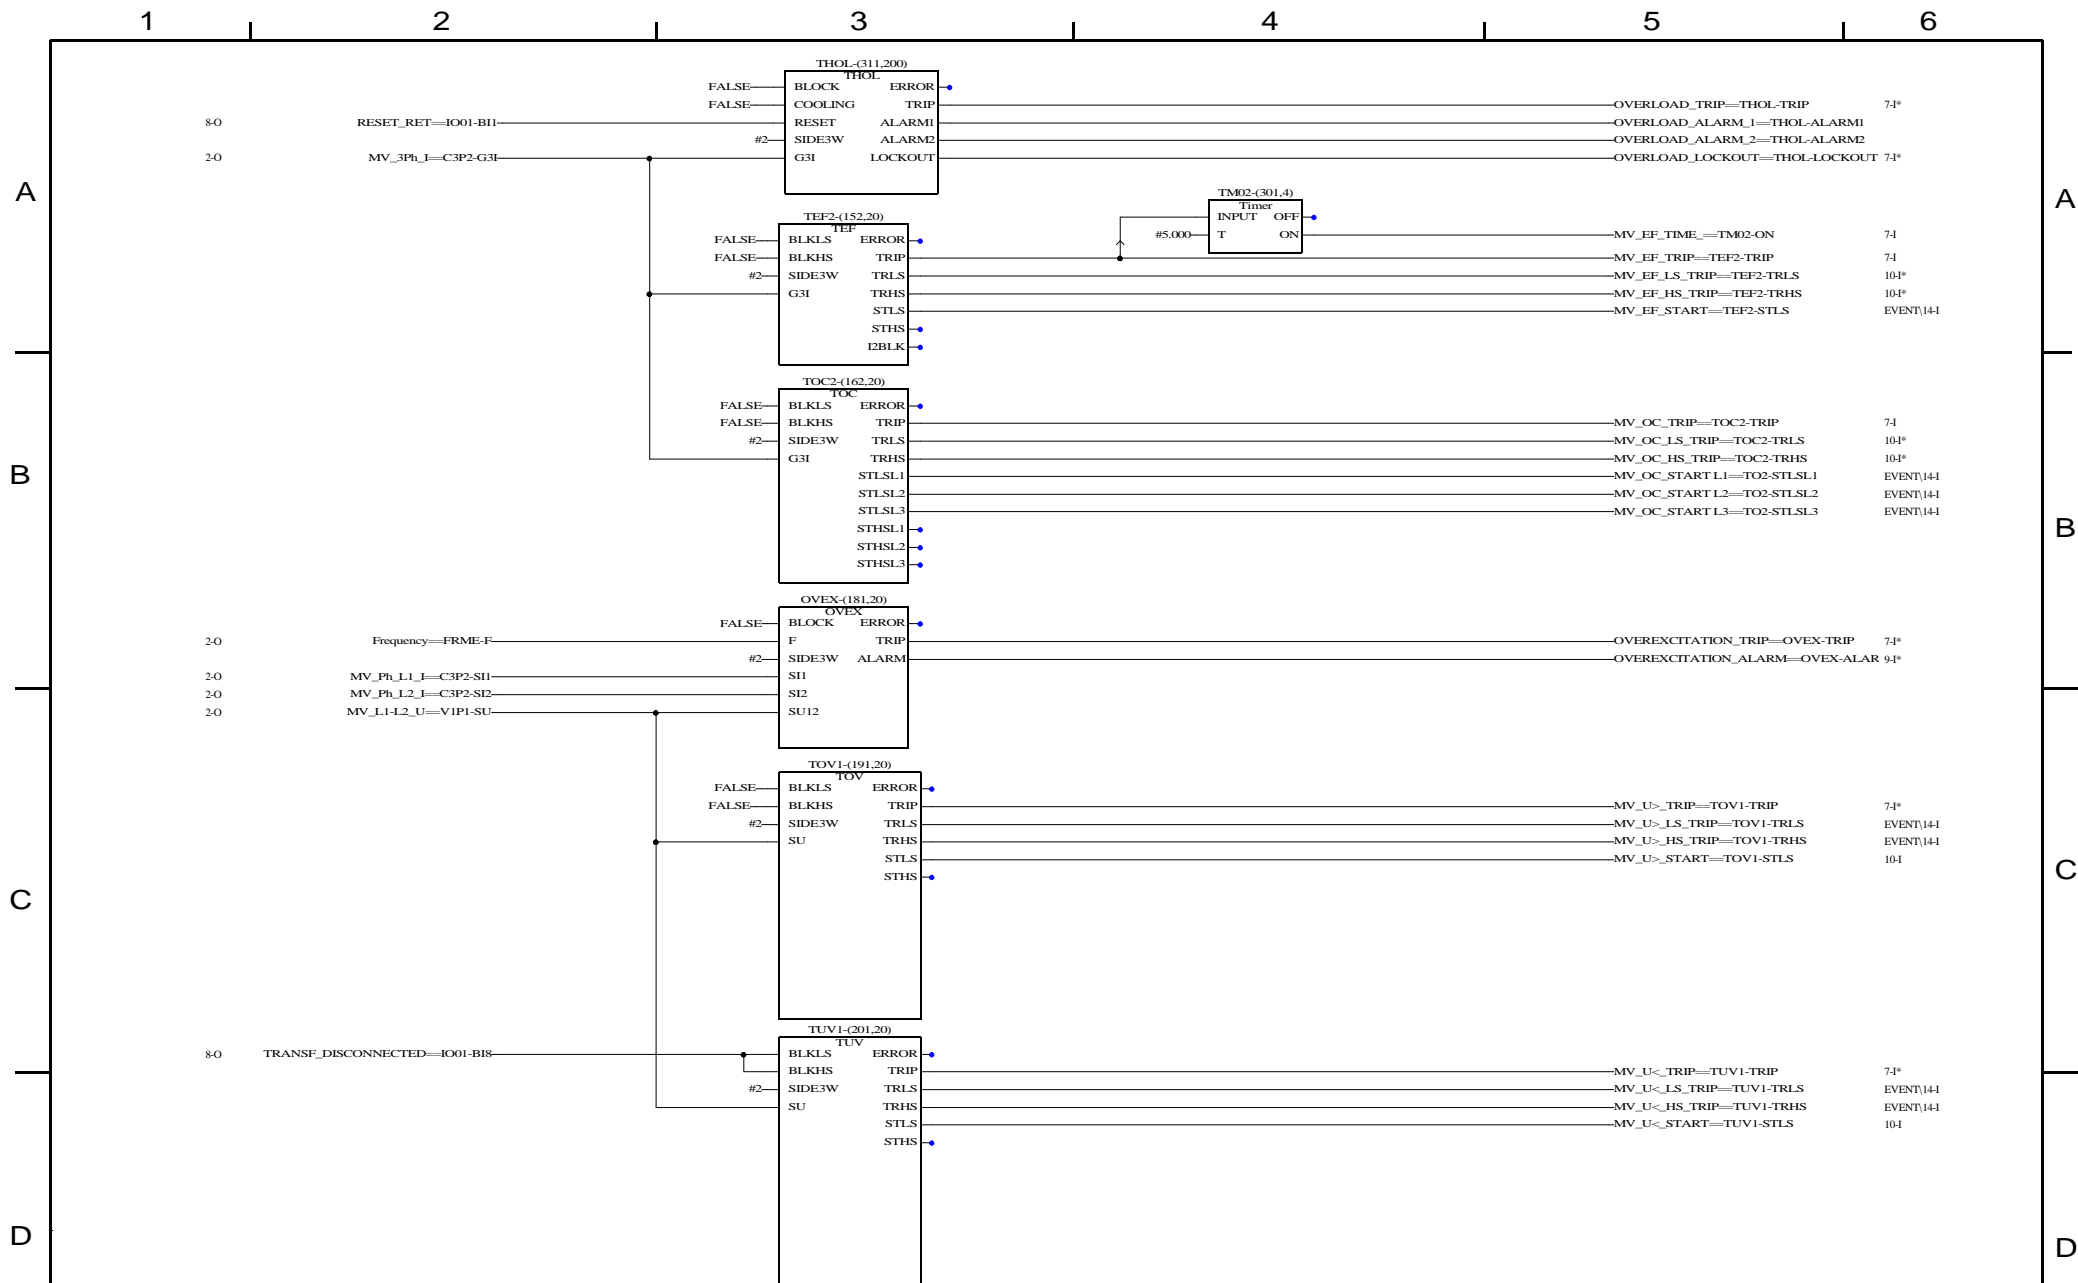 1 2 3 4 5 6
THOL-(311,200)
THOL
FALSE BLOCK ERROR
FALSE COOLING TRIP OVERLOAD_TRIP==THOL-TRIP 7-I*
8-O RESET_RET==IO01-BI1 RESET ALARM1 OVERLOAD_ALARM_1==THOL-ALARM1
#2 SIDE3W ALARM2 OVERLOAD_ALARM_2==THOL-ALARM2
2-O MV_3Ph_I==C3P2-G3I G3I LOCKOUT OVERLOAD_LOCKOUT==THOL-LOCKOUT 7-I*
A A
TM02-(301,4)
Timer
INPUT OFF
#5.000 T ON MV_EF_TIME_==TM02-ON 7-I
TEF2-(152,20)
TEF
FALSE BLKLS ERROR
FALSE BLKHS TRIP MV_EF_TRIP==TEF2-TRIP 7-I
#2 SIDE3W TRLS MV_EF_LS_TRIP==TEF2-TRLS 10-I*
G3I TRHS MV_EF_HS_TRIP==TEF2-TRHS 10-I*
STLS MV_EF_START==TEF2-STLS EVENT\14-I
STHS
I2BLK
TOC2-(162,20)
TOC
FALSE BLKLS ERROR
FALSE BLKHS TRIP MV_OC_TRIP==TOC2-TRIP 7-I
#2 SIDE3W TRLS MV_OC_LS_TRIP==TOC2-TRLS 10-I*
G3I TRHS MV_OC_HS_TRIP==TOC2-TRHS 10-I*
B STLSL1 MV_OC_START L1==TO2-STLSL1 EVENT\14-I
STLSL2 MV_OC_START L2==TO2-STLSL2 EVENT\14-I
STLSL3 MV_OC_START L3==TO2-STLSL3 EVENT\14-I
STHSL1 B
STHSL2
STHSL3
OVEX-(181,20)
OVEX
FALSE BLOCK ERROR
2-O Frequency==FRME-F F TRIP OVEREXCITATION_TRIP==OVEX-TRIP 7-I*
#2 SIDE3W ALARM OVEREXCITATION_ALARM==OVEX-ALAR 9-I*
2-O MV_Ph_L1_I==C3P2-SI1 SI1
2-O MV_Ph_L2_I==C3P2-SI2 SI2
2-O MV_L1-L2_U==V1P1-SU SU12
TOV1-(191,20)
TOV
FALSE BLKLS ERROR
FALSE BLKHS TRIP MV_U>_TRIP==TOV1-TRIP 7-I*
#2 SIDE3W TRLS MV_U>_LS_TRIP==TOV1-TRLS EVENT\14-I
SU TRHS MV_U>_HS_TRIP==TOV1-TRHS EVENT\14-I
STLS MV_U>_START==TOV1-STLS 10-I
STHS C
C
TUV1-(201,20)
TUV
8-O TRANSF_DISCONNECTED==IO01-BI8 BLKLS ERROR
BLKHS TRIP MV_U<_TRIP==TUV1-TRIP 7-I*
#2 SIDE3W TRLS MV_U<_LS_TRIP==TUV1-TRLS EVENT\14-I
SU TRHS MV_U<_HS_TRIP==TUV1-TRHS EVENT\14-I
STLS MV_U<_START==TUV1-STLS 10-I
STHS
D D